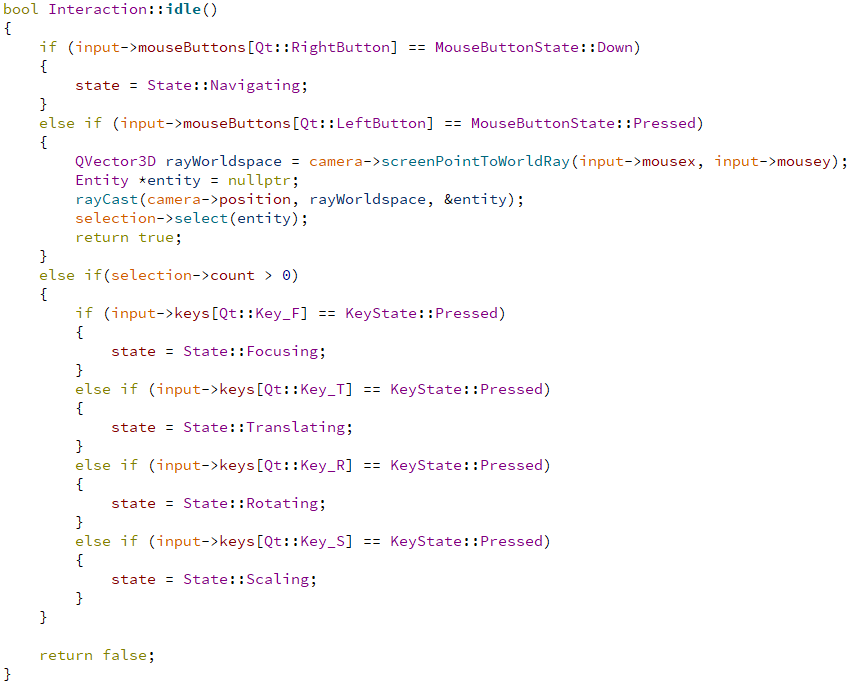 bool Interaction::idle()
{
    if (input->mouseButtons[Qt::RightButton] == MouseButtonState::Down)
    {
        state = State::Navigating;
    }
    else if (input->mouseButtons[Qt::LeftButton] == MouseButtonState::Pressed)
    {
        QVector3D rayWorldspace = camera->screenPointToWorldRay(input->mousex, input->mousey);
        Entity *entity = nullptr;
        rayCast(camera->position, rayWorldspace, &entity);
        selection->select(entity);
        return true;
    }
    else if(selection->count > 0)
    {
        if (input->keys[Qt::Key_F] == KeyState::Pressed)
        {
            state = State::Focusing;
        }
        else if (input->keys[Qt::Key_T] == KeyState::Pressed)
        {
            state = State::Translating;
        }
        else if (input->keys[Qt::Key_R] == KeyState::Pressed)
        {
            state = State::Rotating;
        }
        else if (input->keys[Qt::Key_S] == KeyState::Pressed)
        {
            state = State::Scaling;
        }
    }

    return false;
}